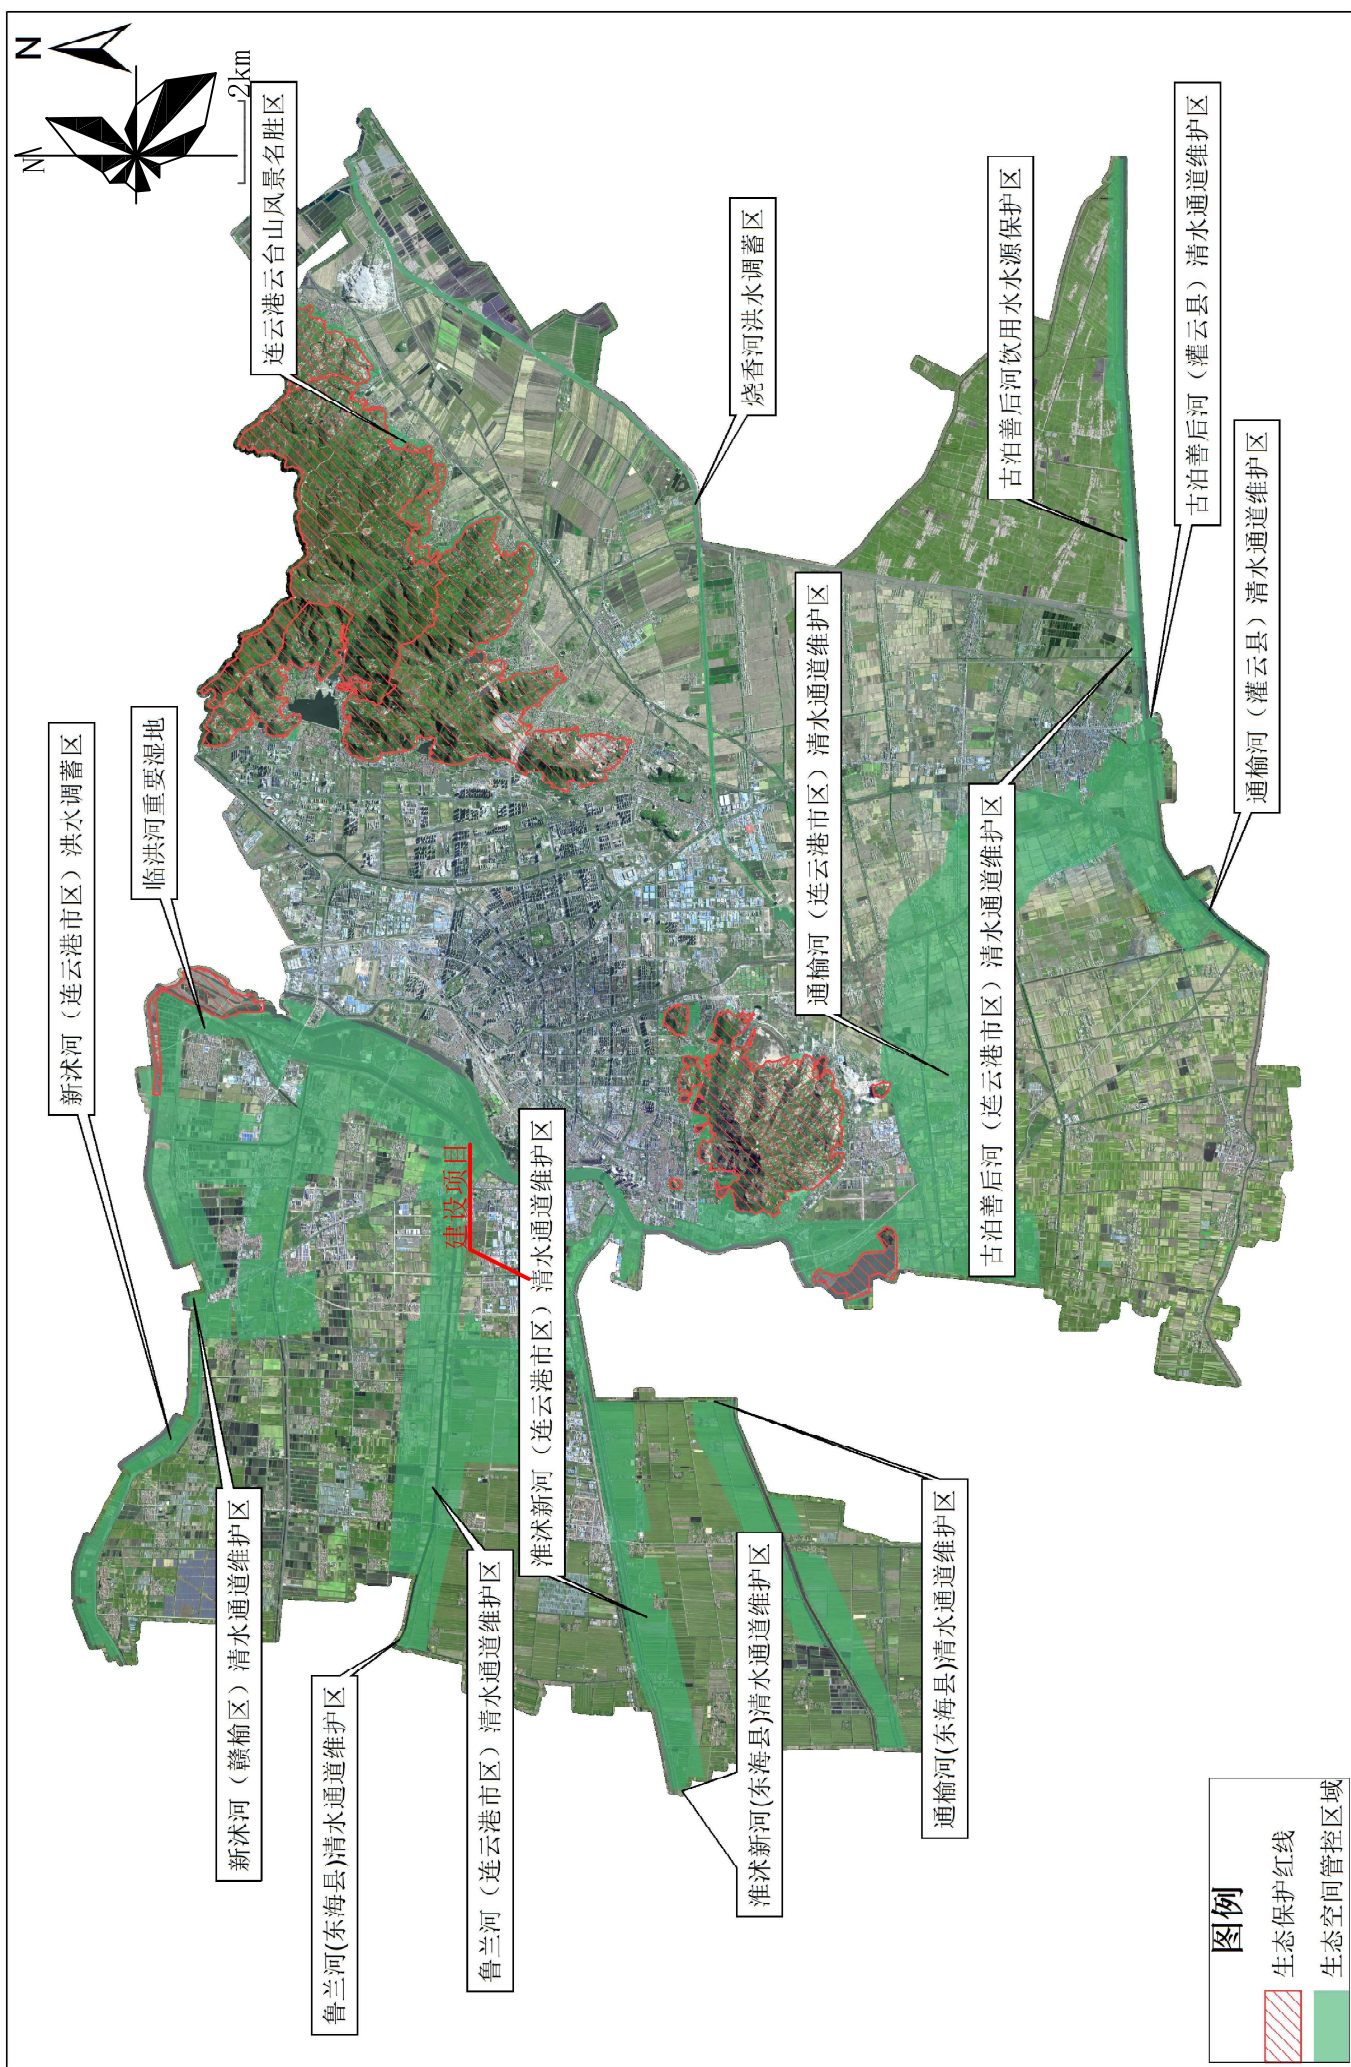 新沭河（连云港市区）洪水调蓄区
临洪河重要湿地
连云港云台山风景名胜区
N
N
2km
新沭河（赣榆区）清水通道维护区
鲁兰河(东海县)清水通道维护区
鲁兰河（连云港市区）清水通道维护区
建设项目
淮沭新河（连云港市区）清水通道维护区
烧香河洪水调蓄区
淮沭新河(东海县)清水通道维护区
通榆河(东海县)清水通道维护区
通榆河（连云港市区）清水通道维护区
古泊善后河（连云港市区）清水通道维护区
古泊善后河饮用水水源保护区
古泊善后河（灌云县）清水通道维护区
通榆河（灌云县）清水通道维护区
图例
生态保护红线
生态空间管控区域